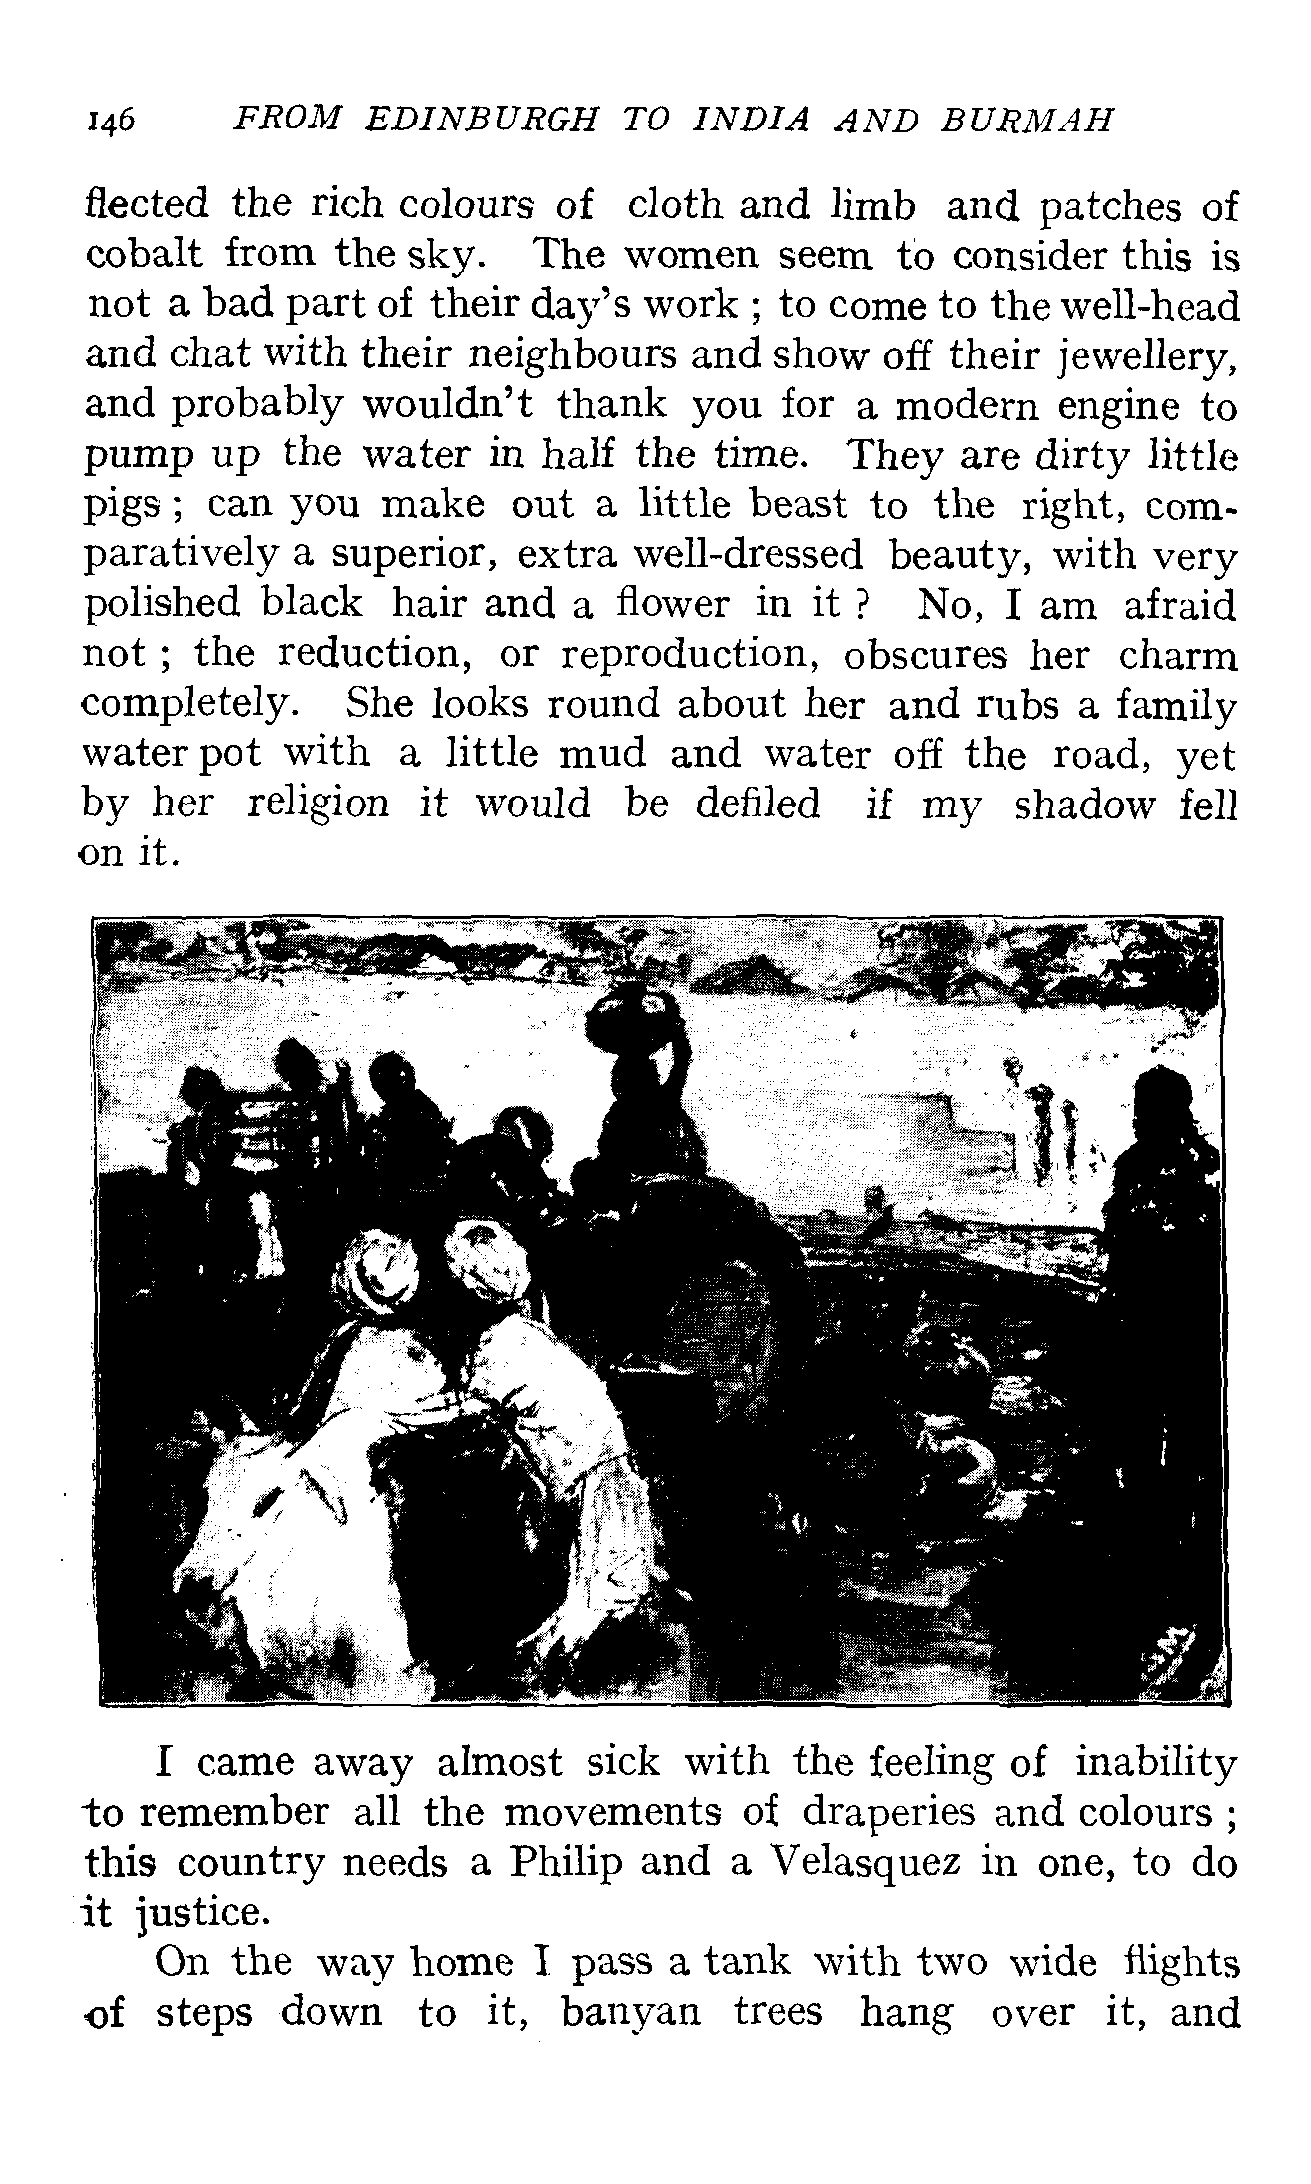 146 FROM EDINBURGH TO INDIA AND BURMAH
flected the rich colours of cloth and limb and patches of
cobalt from the sky. The women seem to consider this is
not a bad part of their day's work ; to come to the well-head
and chat with their neighbours and show off their jewellery,
and probably wouldn't thank you for a modern engine to
pump up the water in half the time. They are dirty little
pigs ; can you make out a little beast to the right, com-
paratively a superior, extra well-dressed beauty, with very
polished black hair and a flower in it ? No, I am afraid
not ; the reduction, or reproduction, obscures her charm
completely. She looks round about her and rubs a family
water pot with a little mud and water off the road, yet
by her religion it would be defiled if my shadow fell
on it.
I came away almost sick with the feeling of inability
to remember all the movements of draperies and colours ;
this country needs a Philip and a Velasquez in one, to do
it justice.
On the way home I pass a tank with two wide flights
of steps down to it, banyan trees hang over it, and